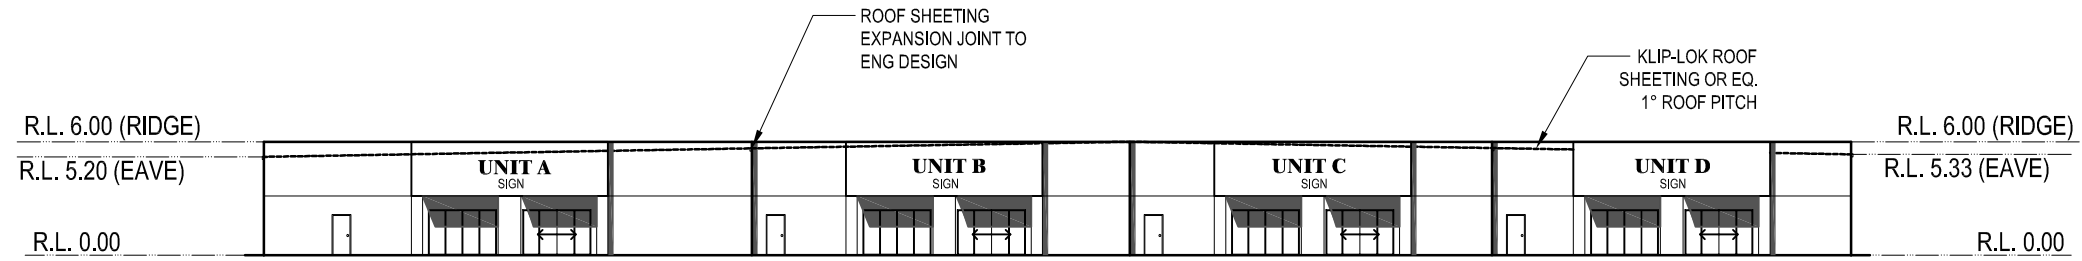 ROOF SHEETING
EXPANSION JOINT TO
ENG DESIGN
KLIP-LOK ROOF
SHEETING OR EQ.
1° ROOF PITCH
R.L. 6.00 (RIDGE)
R.L. 6.00 (RIDGE)
R.L. 5.20 (EAVE)
UNIT A
SIGN
UNIT B
SIGN
UNIT C
SIGN
UNIT D
SIGN
R.L. 5.33 (EAVE)
R.L. 0.00
R.L. 0.00